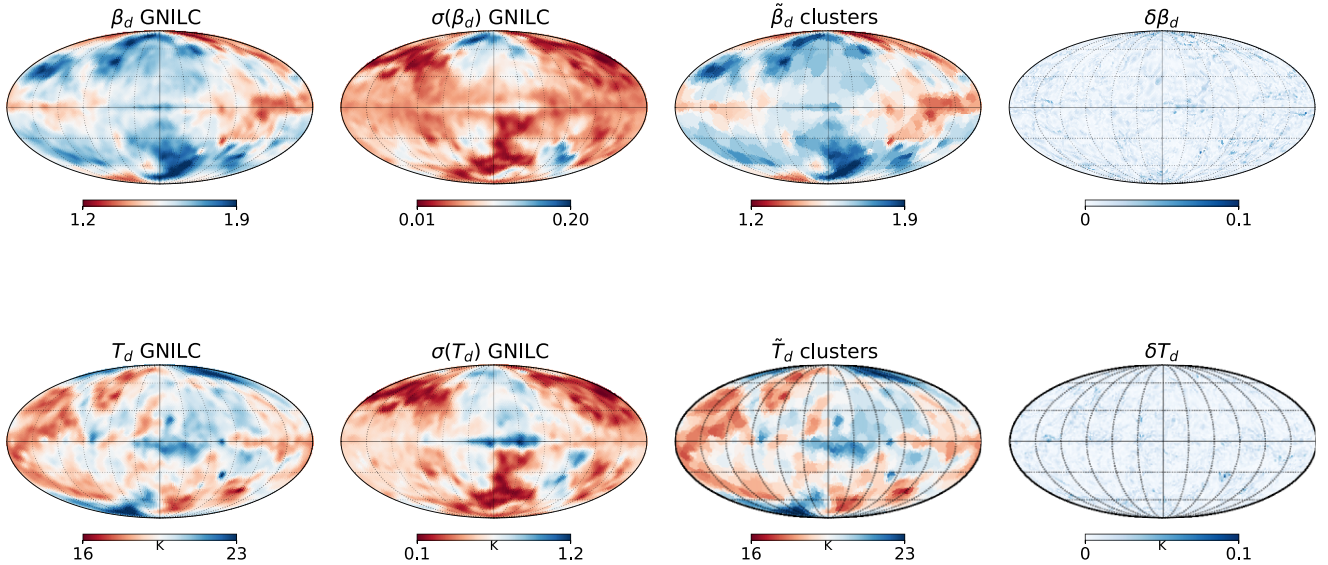 β_d GNILC
σ(β_d) GNILC
β̃_d clusters
δβ_d
1.2 1.9
0.01 0.20
1.2 1.9
0 0.1
T_d GNILC
σ(T_d) GNILC
T̃_d clusters
δT_d
16 K 23
0.1 K 1.2
16 K 23
0 K 0.1